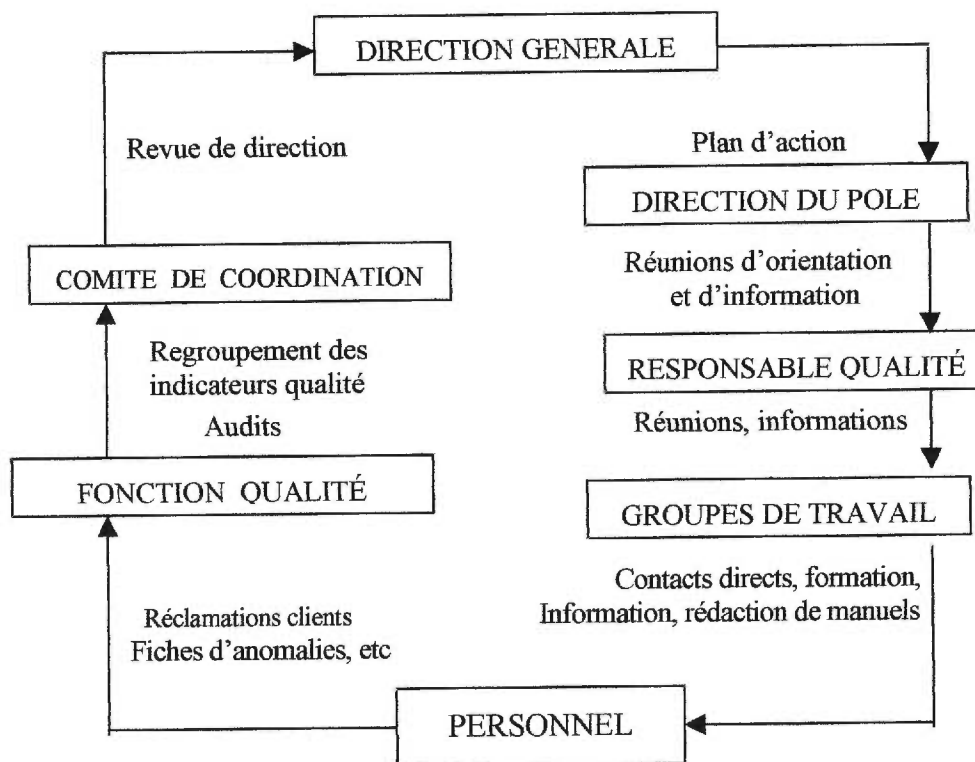 DIRECTION GENERALE
Revue de direction
Plan d'action
DIRECTION DU POLE
COMITE DE COORDINATION
Réunions d'orientation
et d'information
Regroupement des
indicateurs qualité
Audits
RESPONSABLE QUALITÉ
Réunions, informations
FONCTION QUALITÉ
GROUPES DE TRAVAIL
Contacts directs, formation,
Information, rédaction de manuels
Réclamations clients
Fiches d'anomalies, etc
PERSONNEL